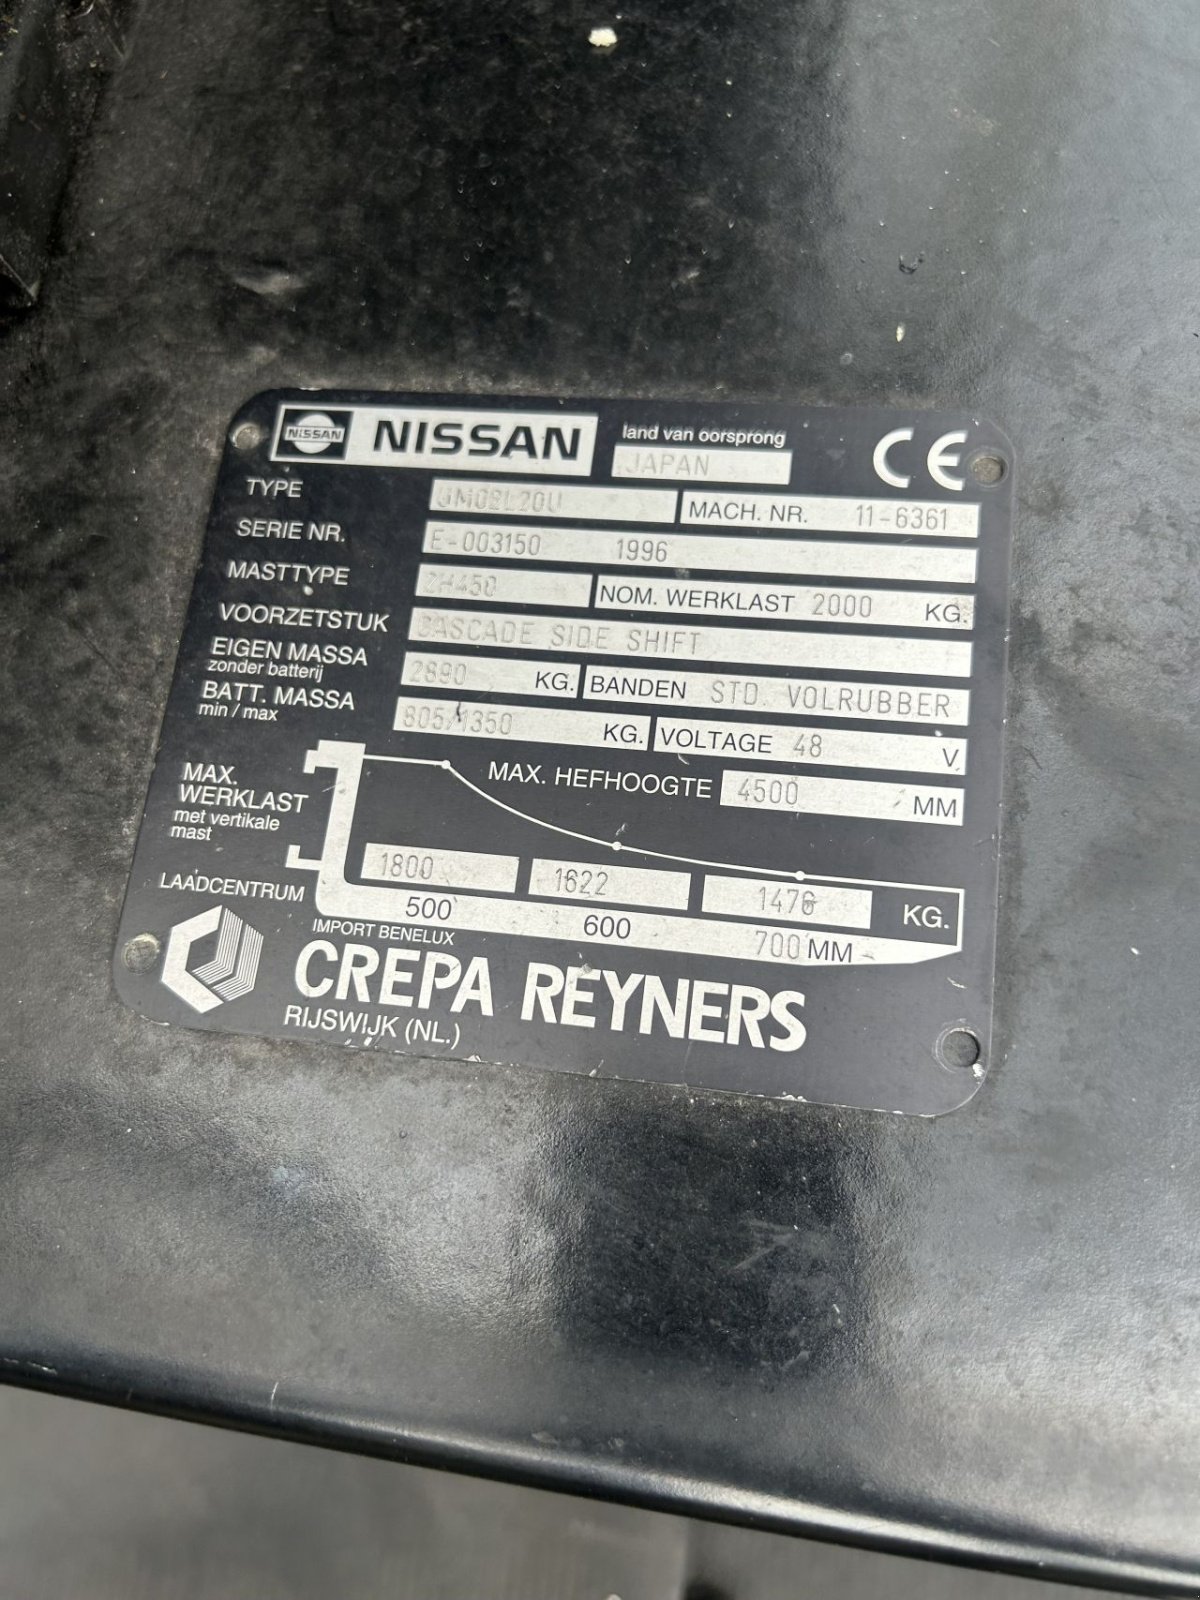 NISSAN NISSAN land van oorsprong JAPAN CE
TYPE MACH. NR. 11-6361
SERIE NR. E-003150 1996
MASTTYPE 2H450 NOM. WERKLAST 2000 KG.
VOORZETSTUK CASCADE SIDE SHIFT
EIGEN MASSA 2890 KG. BANDEN STD. VOLRUBBER
zonder batterij
BATT. MASSA 805/1350 KG. VOLTAGE 48 V.
min / max
MAX. HEFHOOGTE 4500 MM
MAX.
WERKLAST
met vertikale
mast
1800 1622 1476 KG.
LAADCENTRUM 500 600 700 MM
IMPORT BENELUX
CREPA REYNERS
RIJSWIJK (NL.)